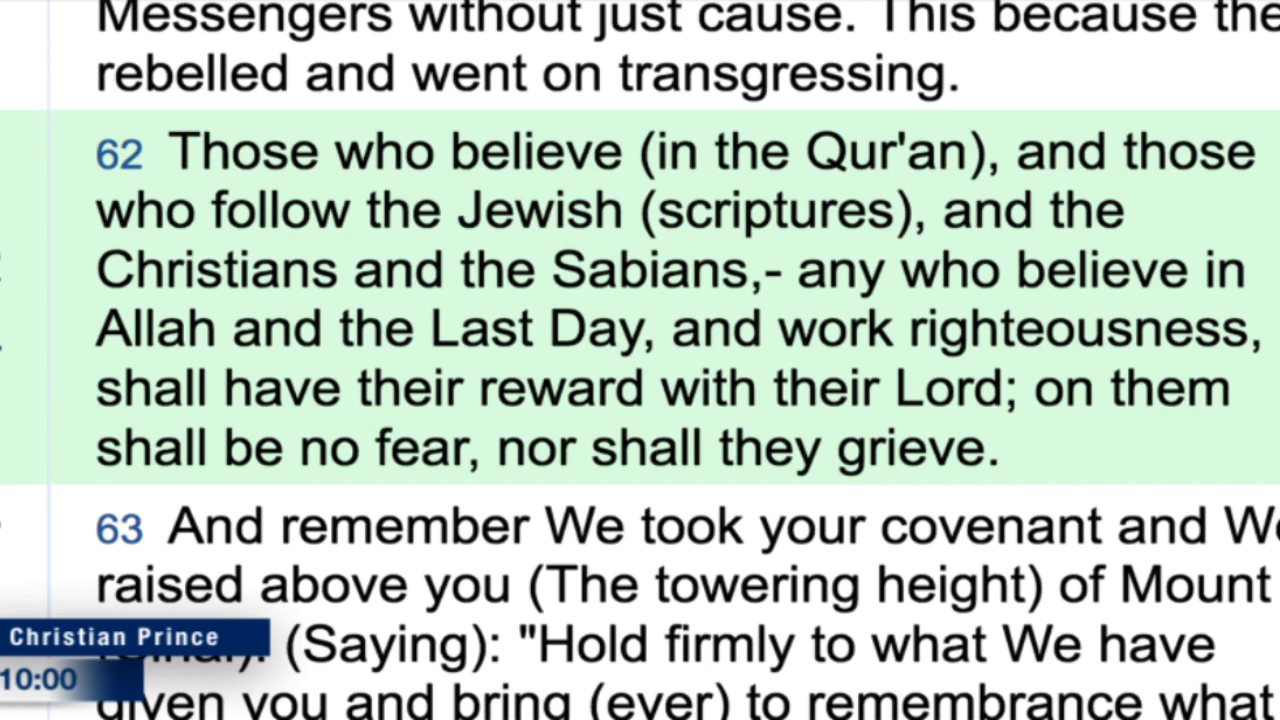 Messengers without just cause. This because the
rebelled and went on transgressing.
62 Those who believe (in the Qur'an), and those
who follow the Jewish (scriptures), and the
Christians and the Sabians,- any who believe in
Allah and the Last Day, and work righteousness,
shall have their reward with their Lord; on them
shall be no fear, nor shall they grieve.
63 And remember We took your covenant and We
raised above you (The towering height) of Mount
(Saying): "Hold firmly to what We have
given you and bring (ever) to remembrance what
Christian Prince
10:00